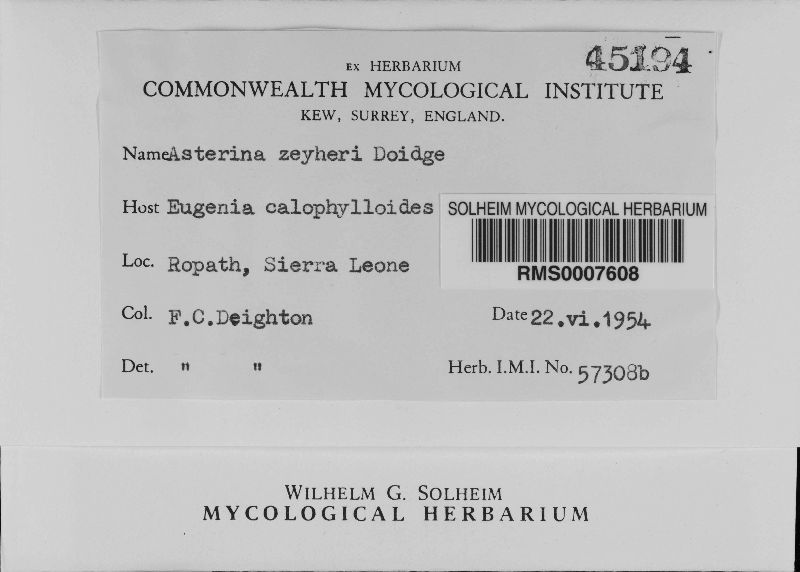 45194
EX HERBARIUM
COMMONWEALTH MYCOLOGICAL INSTITUTE
KEW, SURREY, ENGLAND.
Name Asterina zeyheri Doidge
Host Eugenia calophylloides
SOLHEIM MYCOLOGICAL HERBARIUM
RMS0007608
Loc. Ropath, Sierra Leone
Col. F.C.Deighton Date 22.vi.1954
Det. " " Herb. I.M.I. No. 57308b
WILHELM G. SOLHEIM
MYCOLOGICAL HERBARIUM